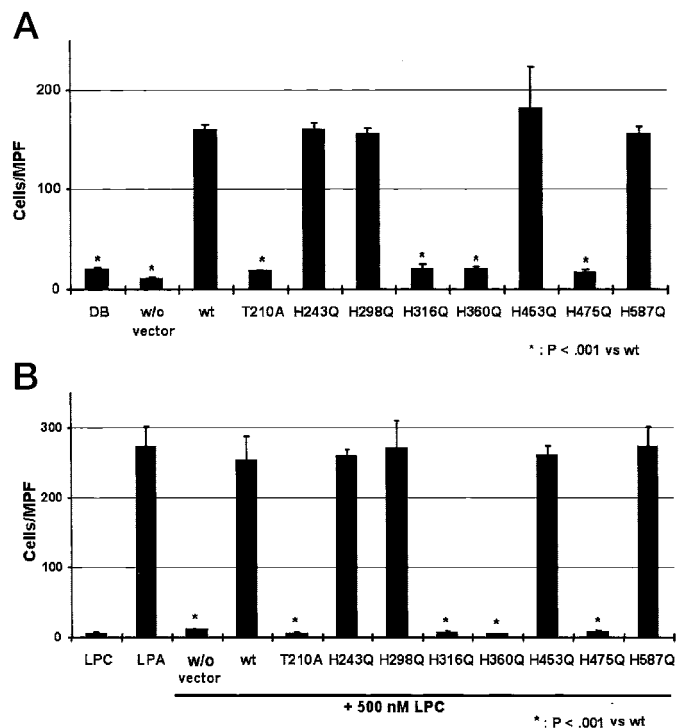 A
200
100
0
Cells/MPF
* * * * * *
DB w/o vector wt T210A H243Q H298Q H316Q H360Q H453Q H475Q H587Q
* : P < .001 vs wt
B
300
200
100
0
Cells/MPF
* * * * *
LPC LPA w/o vector wt T210A H243Q H298Q H316Q H360Q H453Q H475Q H587Q
+ 500 nM LPC
* : P < .001 vs wt